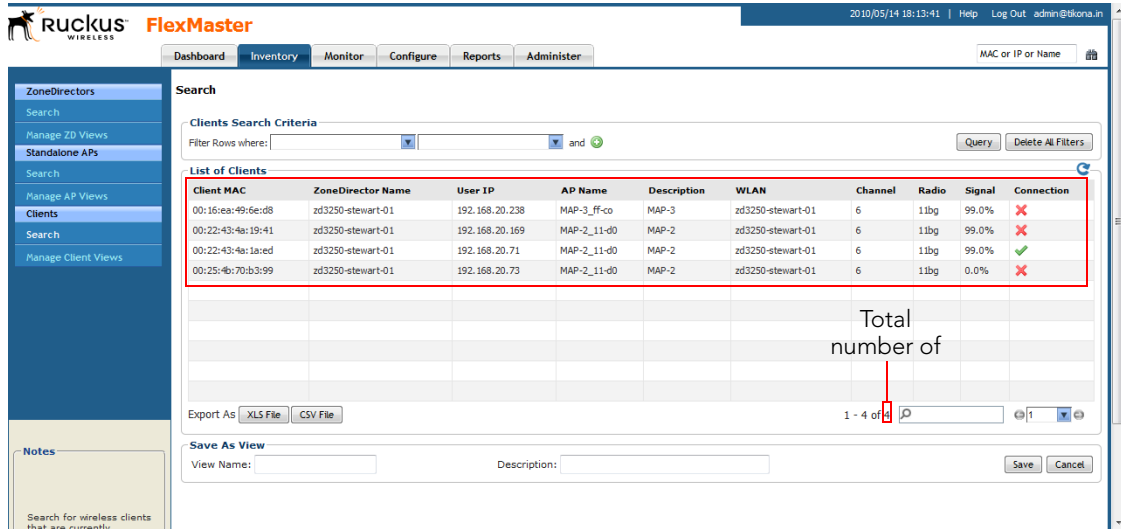 2010/05/14 18:13:41 | Help Log Out admin@tikona.in
Ruckus WIRELESS FlexMaster
Dashboard Inventory Monitor Configure Reports Administer MAC or IP or Name
ZoneDirectors
Search
Manage ZD Views
Standalone APs
Search
Manage AP Views
Clients
Search
Manage Client Views
Search
Clients Search Criteria
Filter Rows where: and Query Delete All Filters
List of Clients
Client MAC ZoneDirector Name User IP AP Name Description WLAN Channel Radio Signal Connection
00:16:ea:49:6e:d8 zd3250-stewart-01 192.168.20.238 MAP-3_ff-co MAP-3 zd3250-stewart-01 6 11bg 99.0%
00:22:43:4a:19:41 zd3250-stewart-01 192.168.20.169 MAP-2_11-d0 MAP-2 zd3250-stewart-01 6 11bg 99.0%
00:22:43:4a:1a:ed zd3250-stewart-01 192.168.20.71 MAP-2_11-d0 MAP-2 zd3250-stewart-01 6 11bg 99.0%
00:25:4b:70:b3:99 zd3250-stewart-01 192.168.20.73 MAP-2_11-d0 MAP-2 zd3250-stewart-01 6 11bg 0.0%
Total
number of
Export As XLS File CSV File 1 - 4 of 4 1
Save As View
View Name: Description: Save Cancel
Notes
Search for wireless clients
that are currently